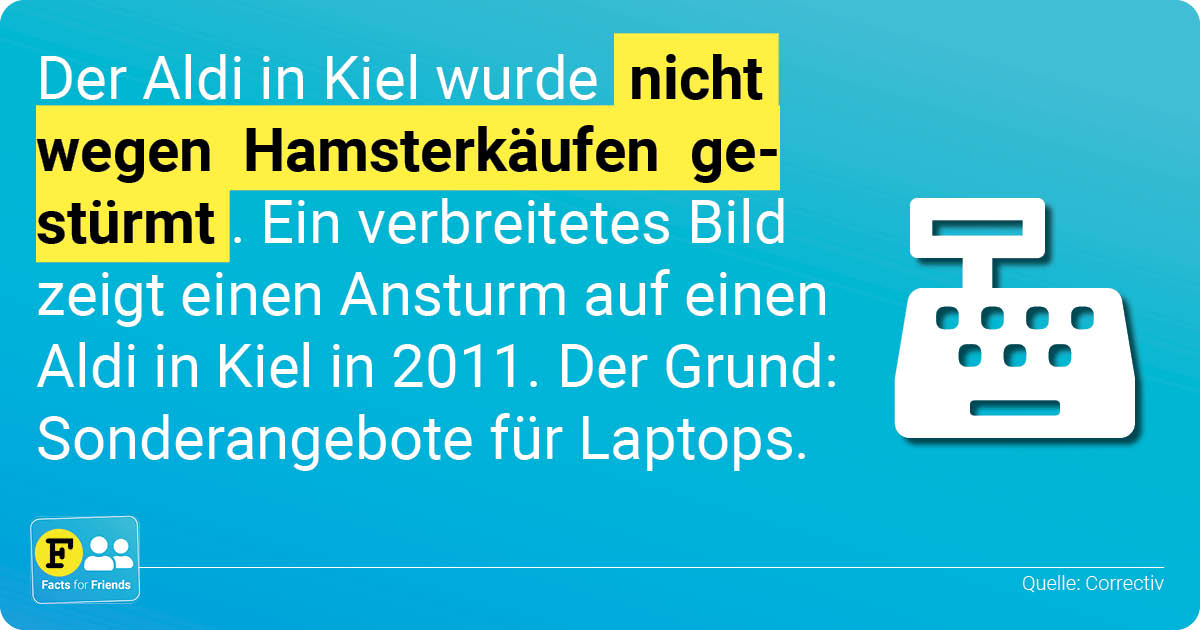 Der Aldi in Kiel wurde nicht
wegen Hamsterkäufen ge-
stürmt. Ein verbreitetes Bild
zeigt einen Ansturm auf einen
Aldi in Kiel in 2011. Der Grund:
Sonderangebote für Laptops.
F
Facts for Friends
Quelle: Correctiv